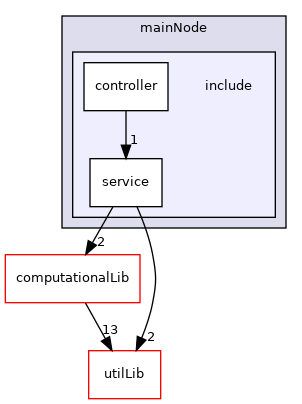 mainNode
controller
include
1
service
2
computationalLib
13
2
utilLib